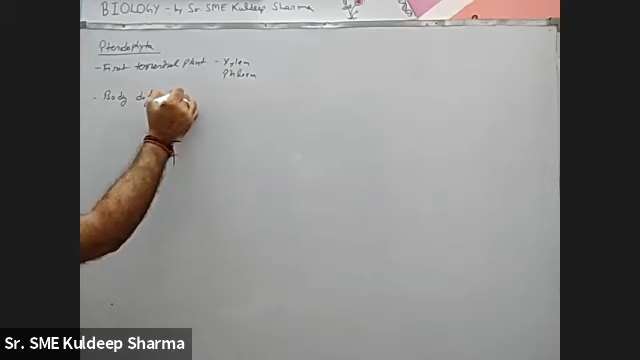 BIOLOGY - by Sr. SME Kuldeep Sharma
Pteridophyta
- First terrestrial plant - Xylem
Phloem
- Body
Sr. SME Kuldeep Sharma